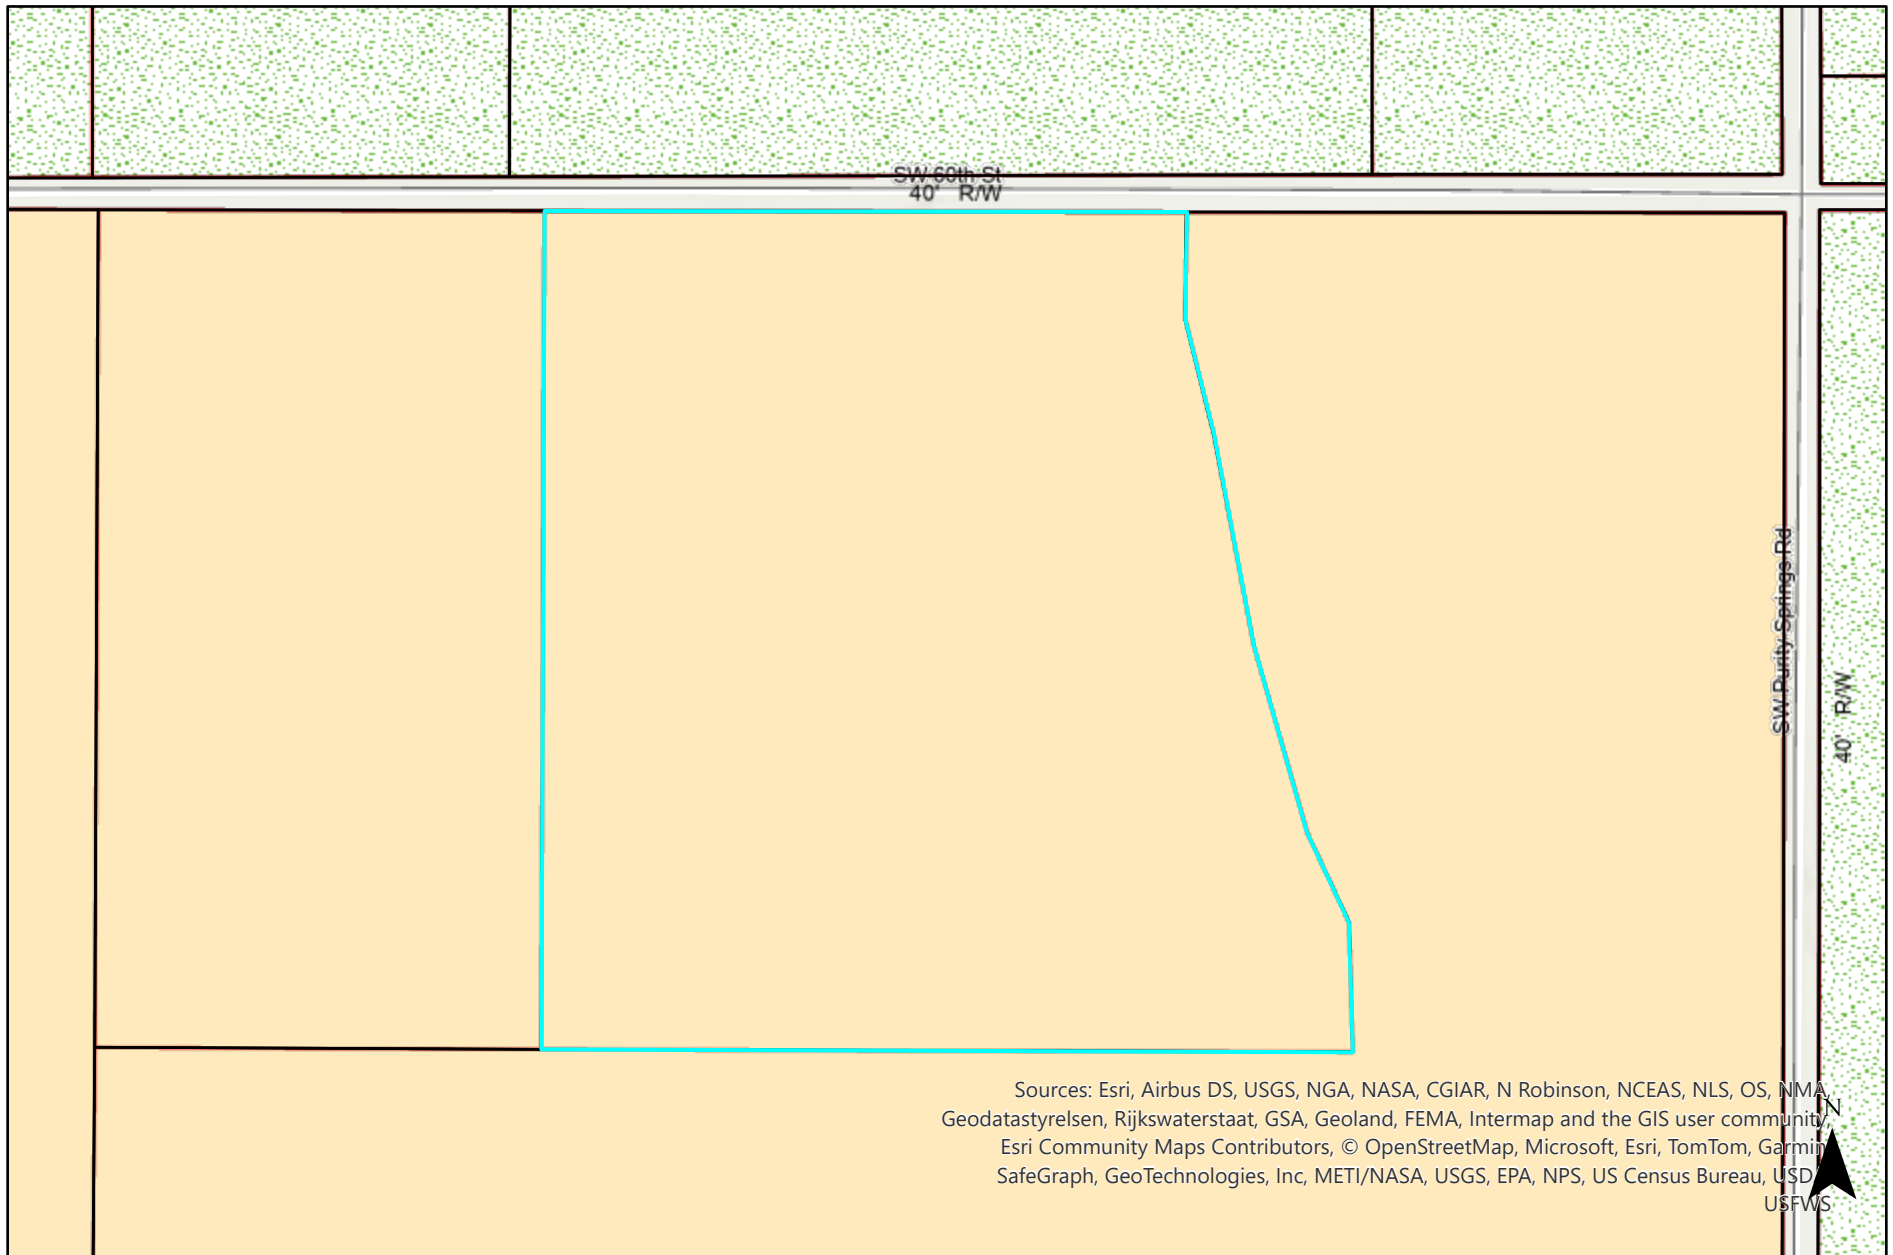 SW 60th St
40' R/W
SW Purity Springs Rd
40' R/W
Sources: Esri, Airbus DS, USGS, NGA, NASA, CGIAR, N Robinson, NCEAS, NLS, OS, NMA,
Geodatastyrelsen, Rijkswaterstaat, GSA, Geoland, FEMA, Intermap and the GIS user community,
Esri Community Maps Contributors, © OpenStreetMap, Microsoft, Esri, TomTom, Garmin
SafeGraph, GeoTechnologies, Inc, METI/NASA, USGS, EPA, NPS, US Census Bureau, USDA
USFWS
N